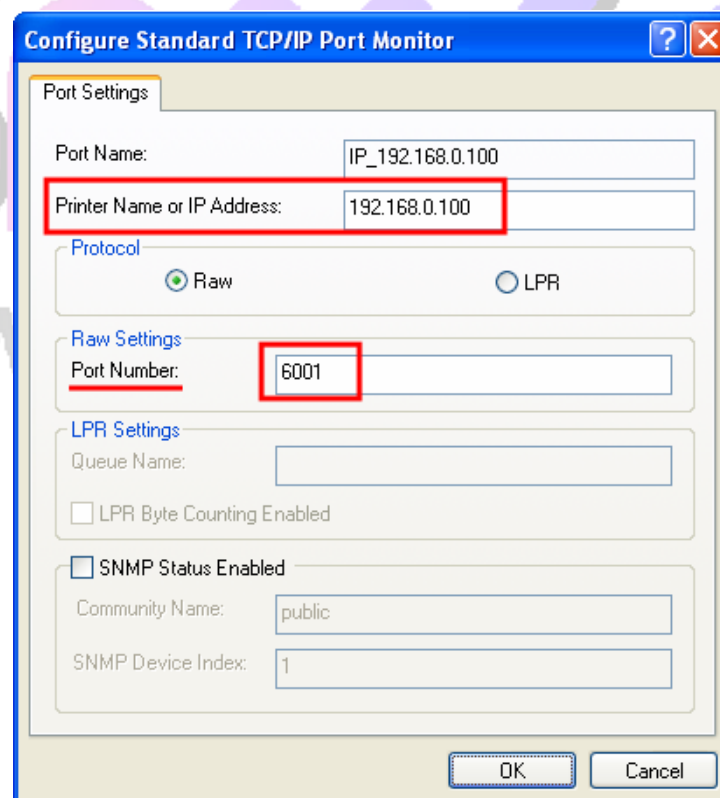 Configure Standard TCP/IP Port Monitor ?
Port Settings
Port Name: IP_192.168.0.100
Printer Name or IP Address: 192.168.0.100
Protocol
Raw LPR
Raw Settings
Port Number: 6001
LPR Settings
Queue Name:
LPR Byte Counting Enabled
SNMP Status Enabled
Community Name: public
SNMP Device Index: 1
OK Cancel